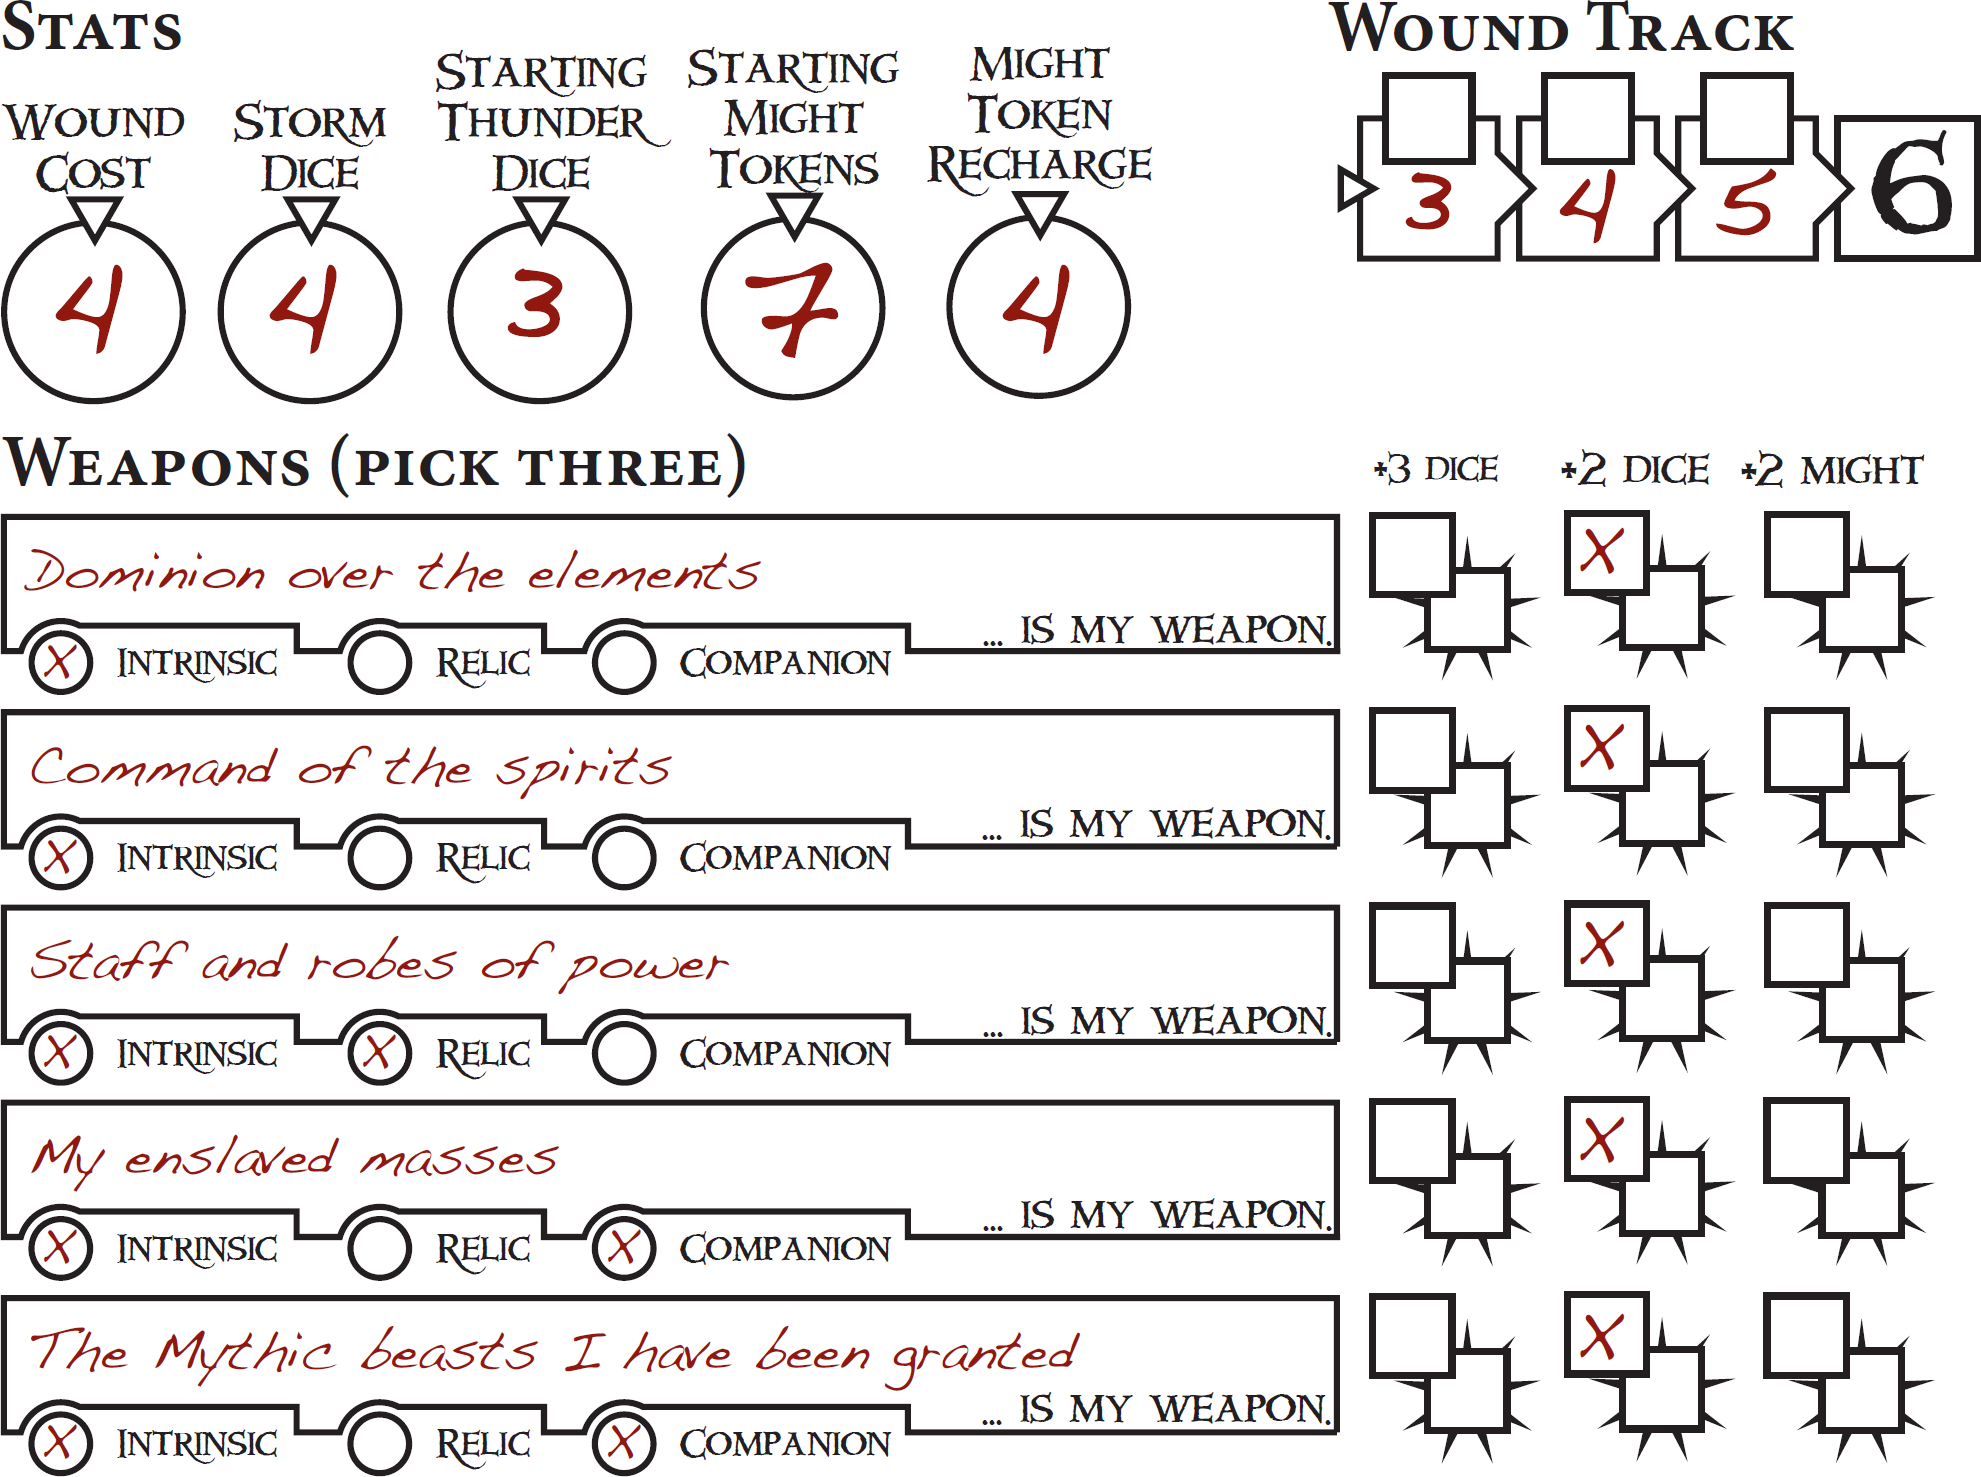 Stats
Wound Track
Wound Cost
Storm Dice
Starting Thunder Dice
Starting Might Tokens
Might Token Recharge
4
4
3
7
4
3
4
5
6
Weapons (pick three)
+3 dice
+2 dice
+2 might
Dominion over the elements
... is my weapon.
X Intrinsic
Relic
Companion
X
Command of the spirits
... is my weapon.
X Intrinsic
Relic
Companion
X
Staff and robes of power
... is my weapon.
X Intrinsic
X Relic
Companion
X
My enslaved masses
... is my weapon.
X Intrinsic
Relic
X Companion
X
The Mythic beasts I have been granted
... is my weapon.
X Intrinsic
Relic
X Companion
X